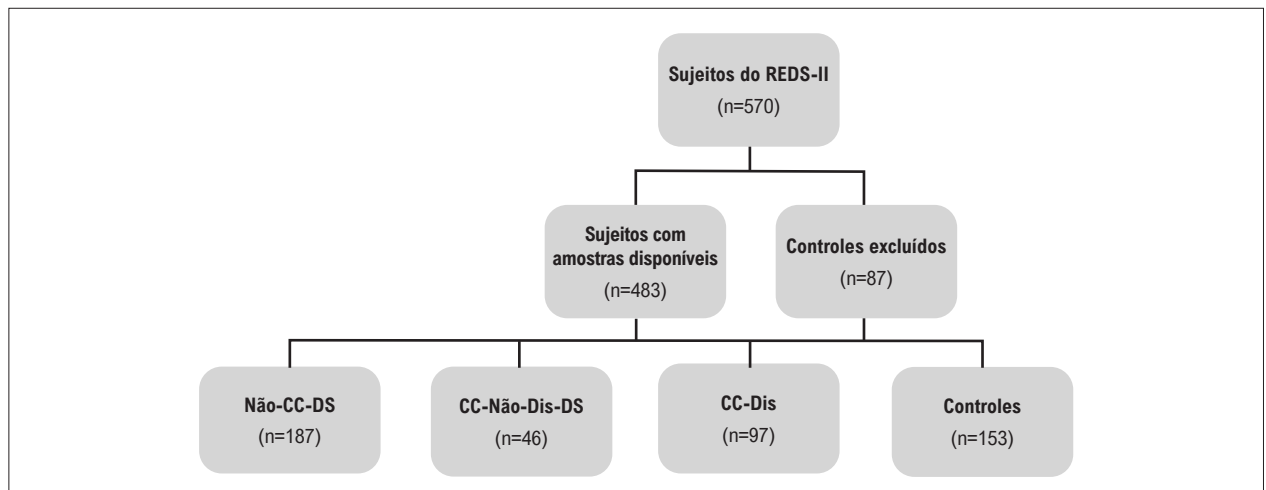 Sujeitos do REDS-II
(n=570)
Sujeitos com
amostras disponíveis
(n=483)
Controles excluídos
(n=87)
Não-CC-DS
(n=187)
CC-Não-Dis-DS
(n=46)
CC-Dis
(n=97)
Controles
(n=153)